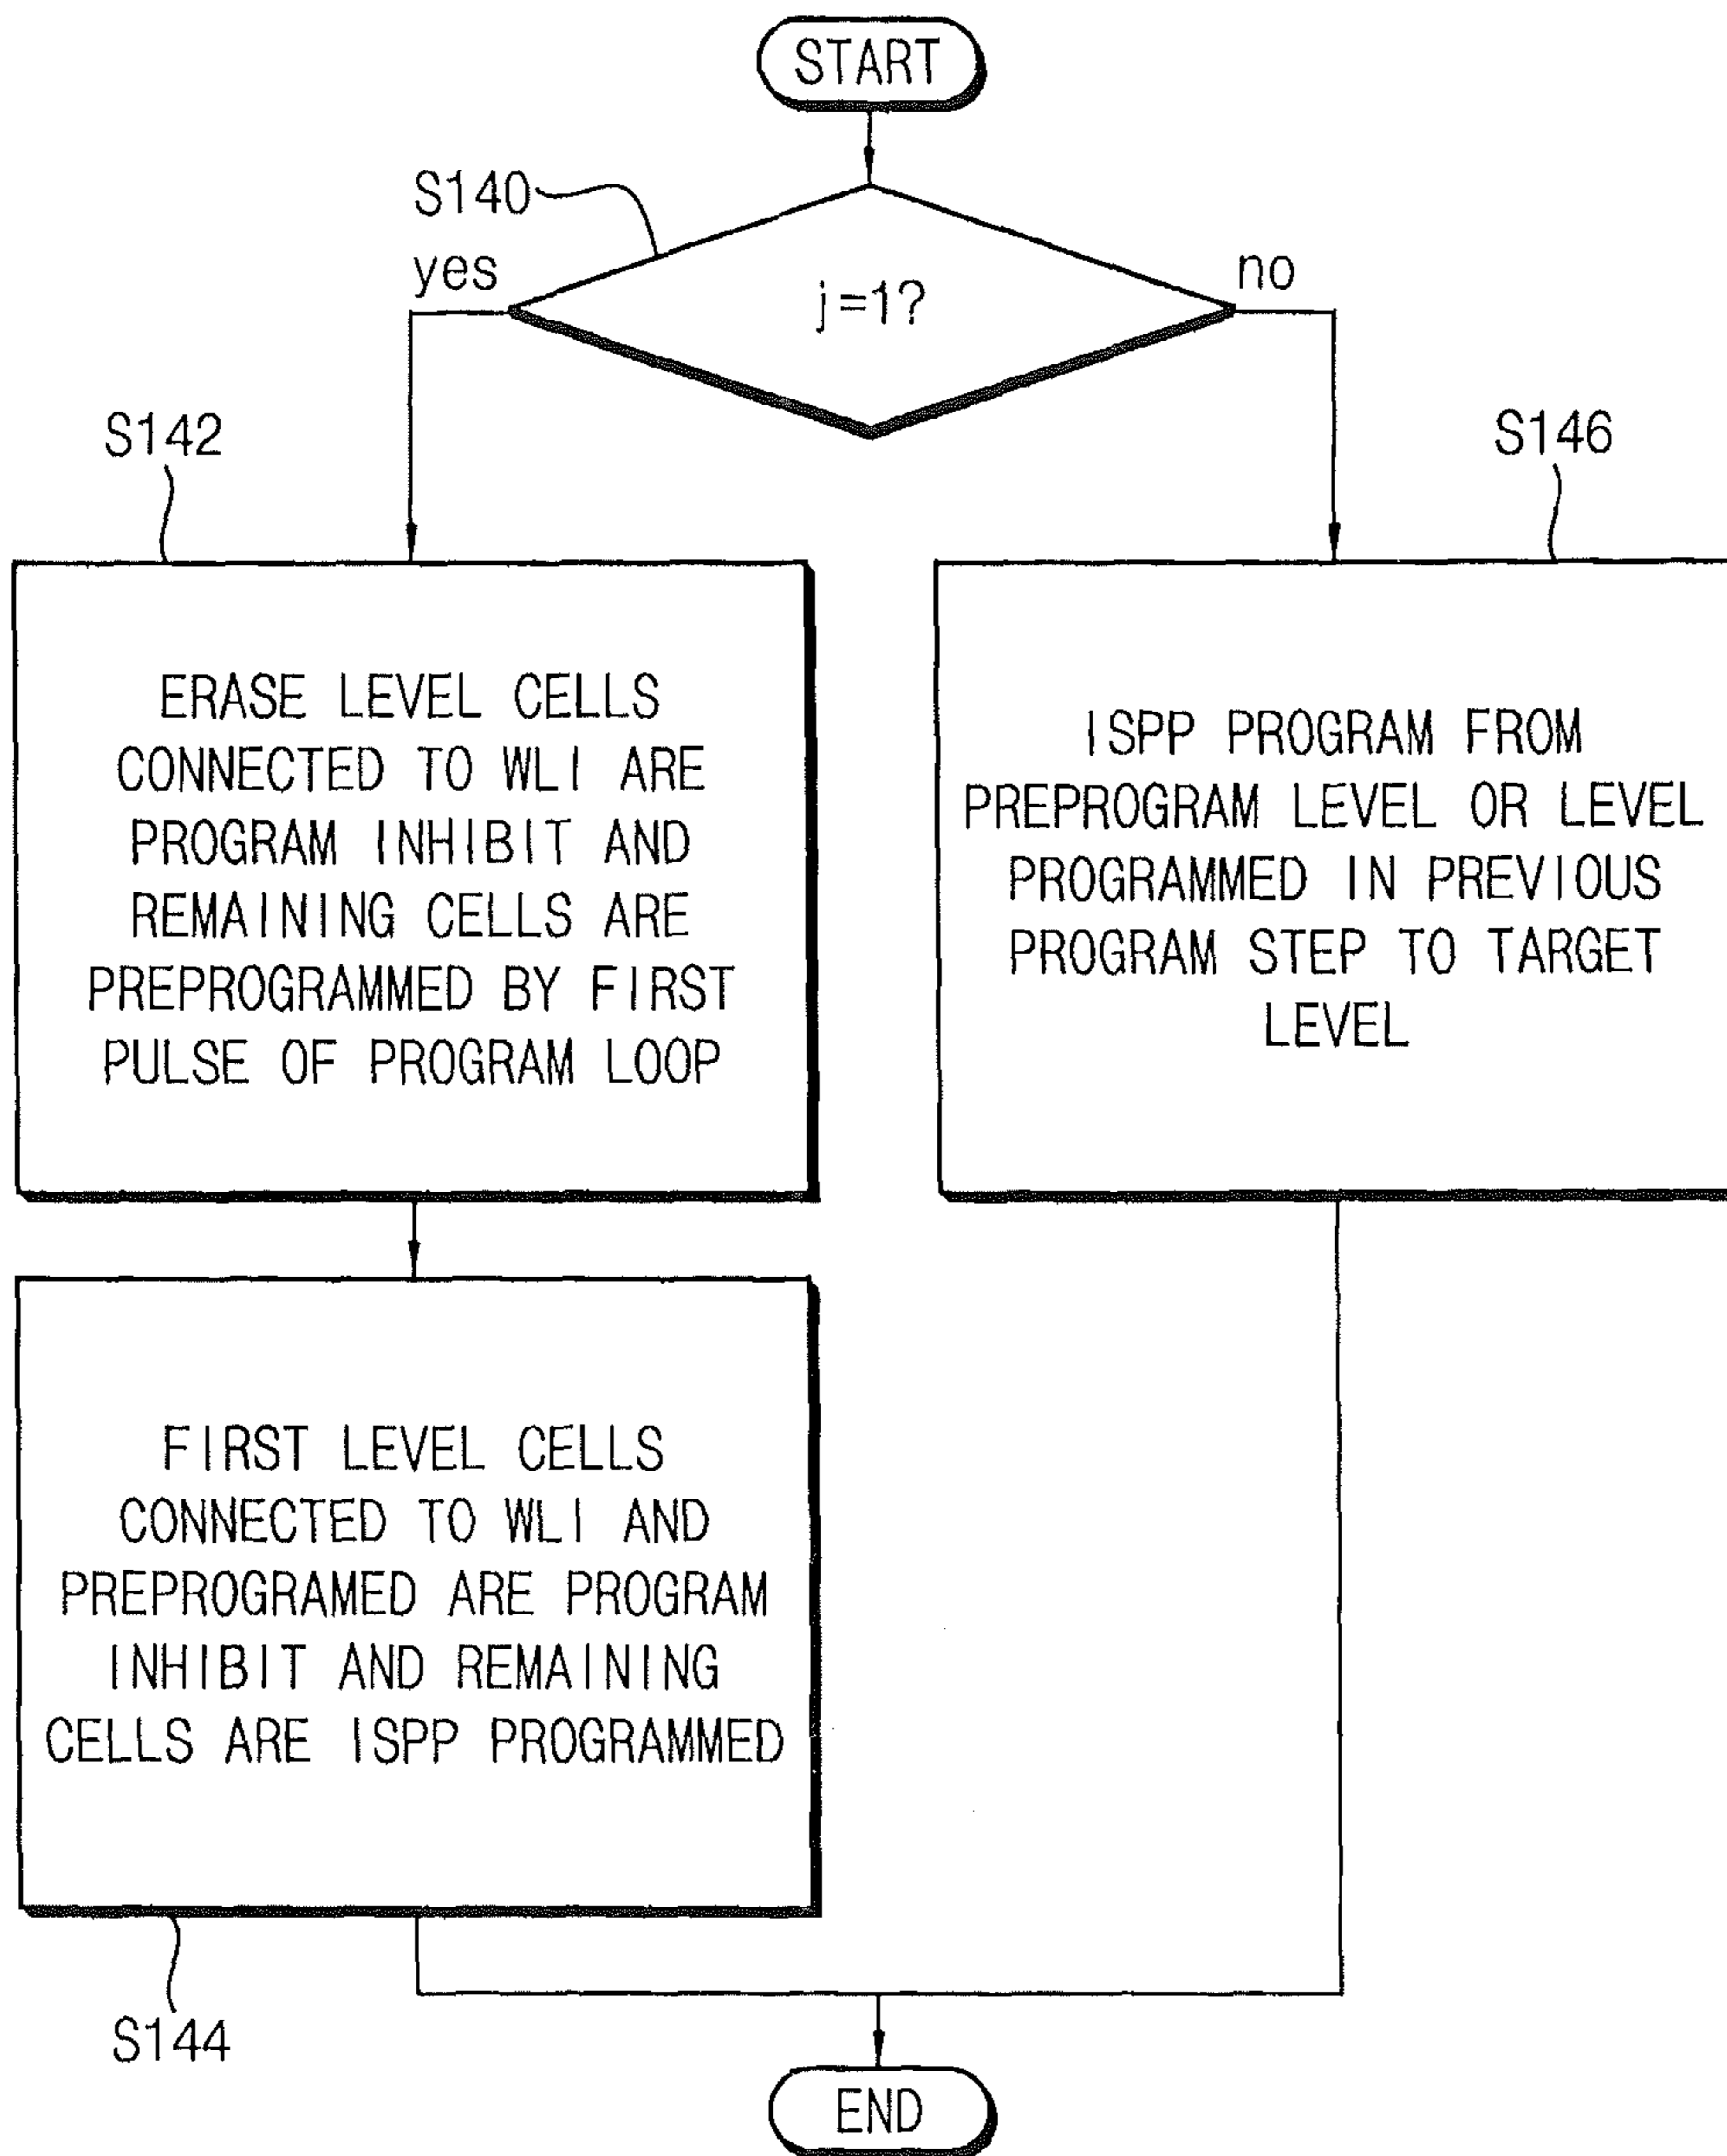 START
S140
yes
j=1?
no
S142
ERASE LEVEL CELLS
CONNECTED TO WLI ARE
PROGRAM INHIBIT AND
REMAINING CELLS ARE
PREPROGRAMMED BY FIRST
PULSE OF PROGRAM LOOP
S146
ISPP PROGRAM FROM
PREPROGRAM LEVEL OR LEVEL
PROGRAMMED IN PREVIOUS
PROGRAM STEP TO TARGET
LEVEL
FIRST LEVEL CELLS
CONNECTED TO WLI AND
PREPROGRAMED ARE PROGRAM
INHIBIT AND REMAINING
CELLS ARE ISPP PROGRAMMED
S144
END